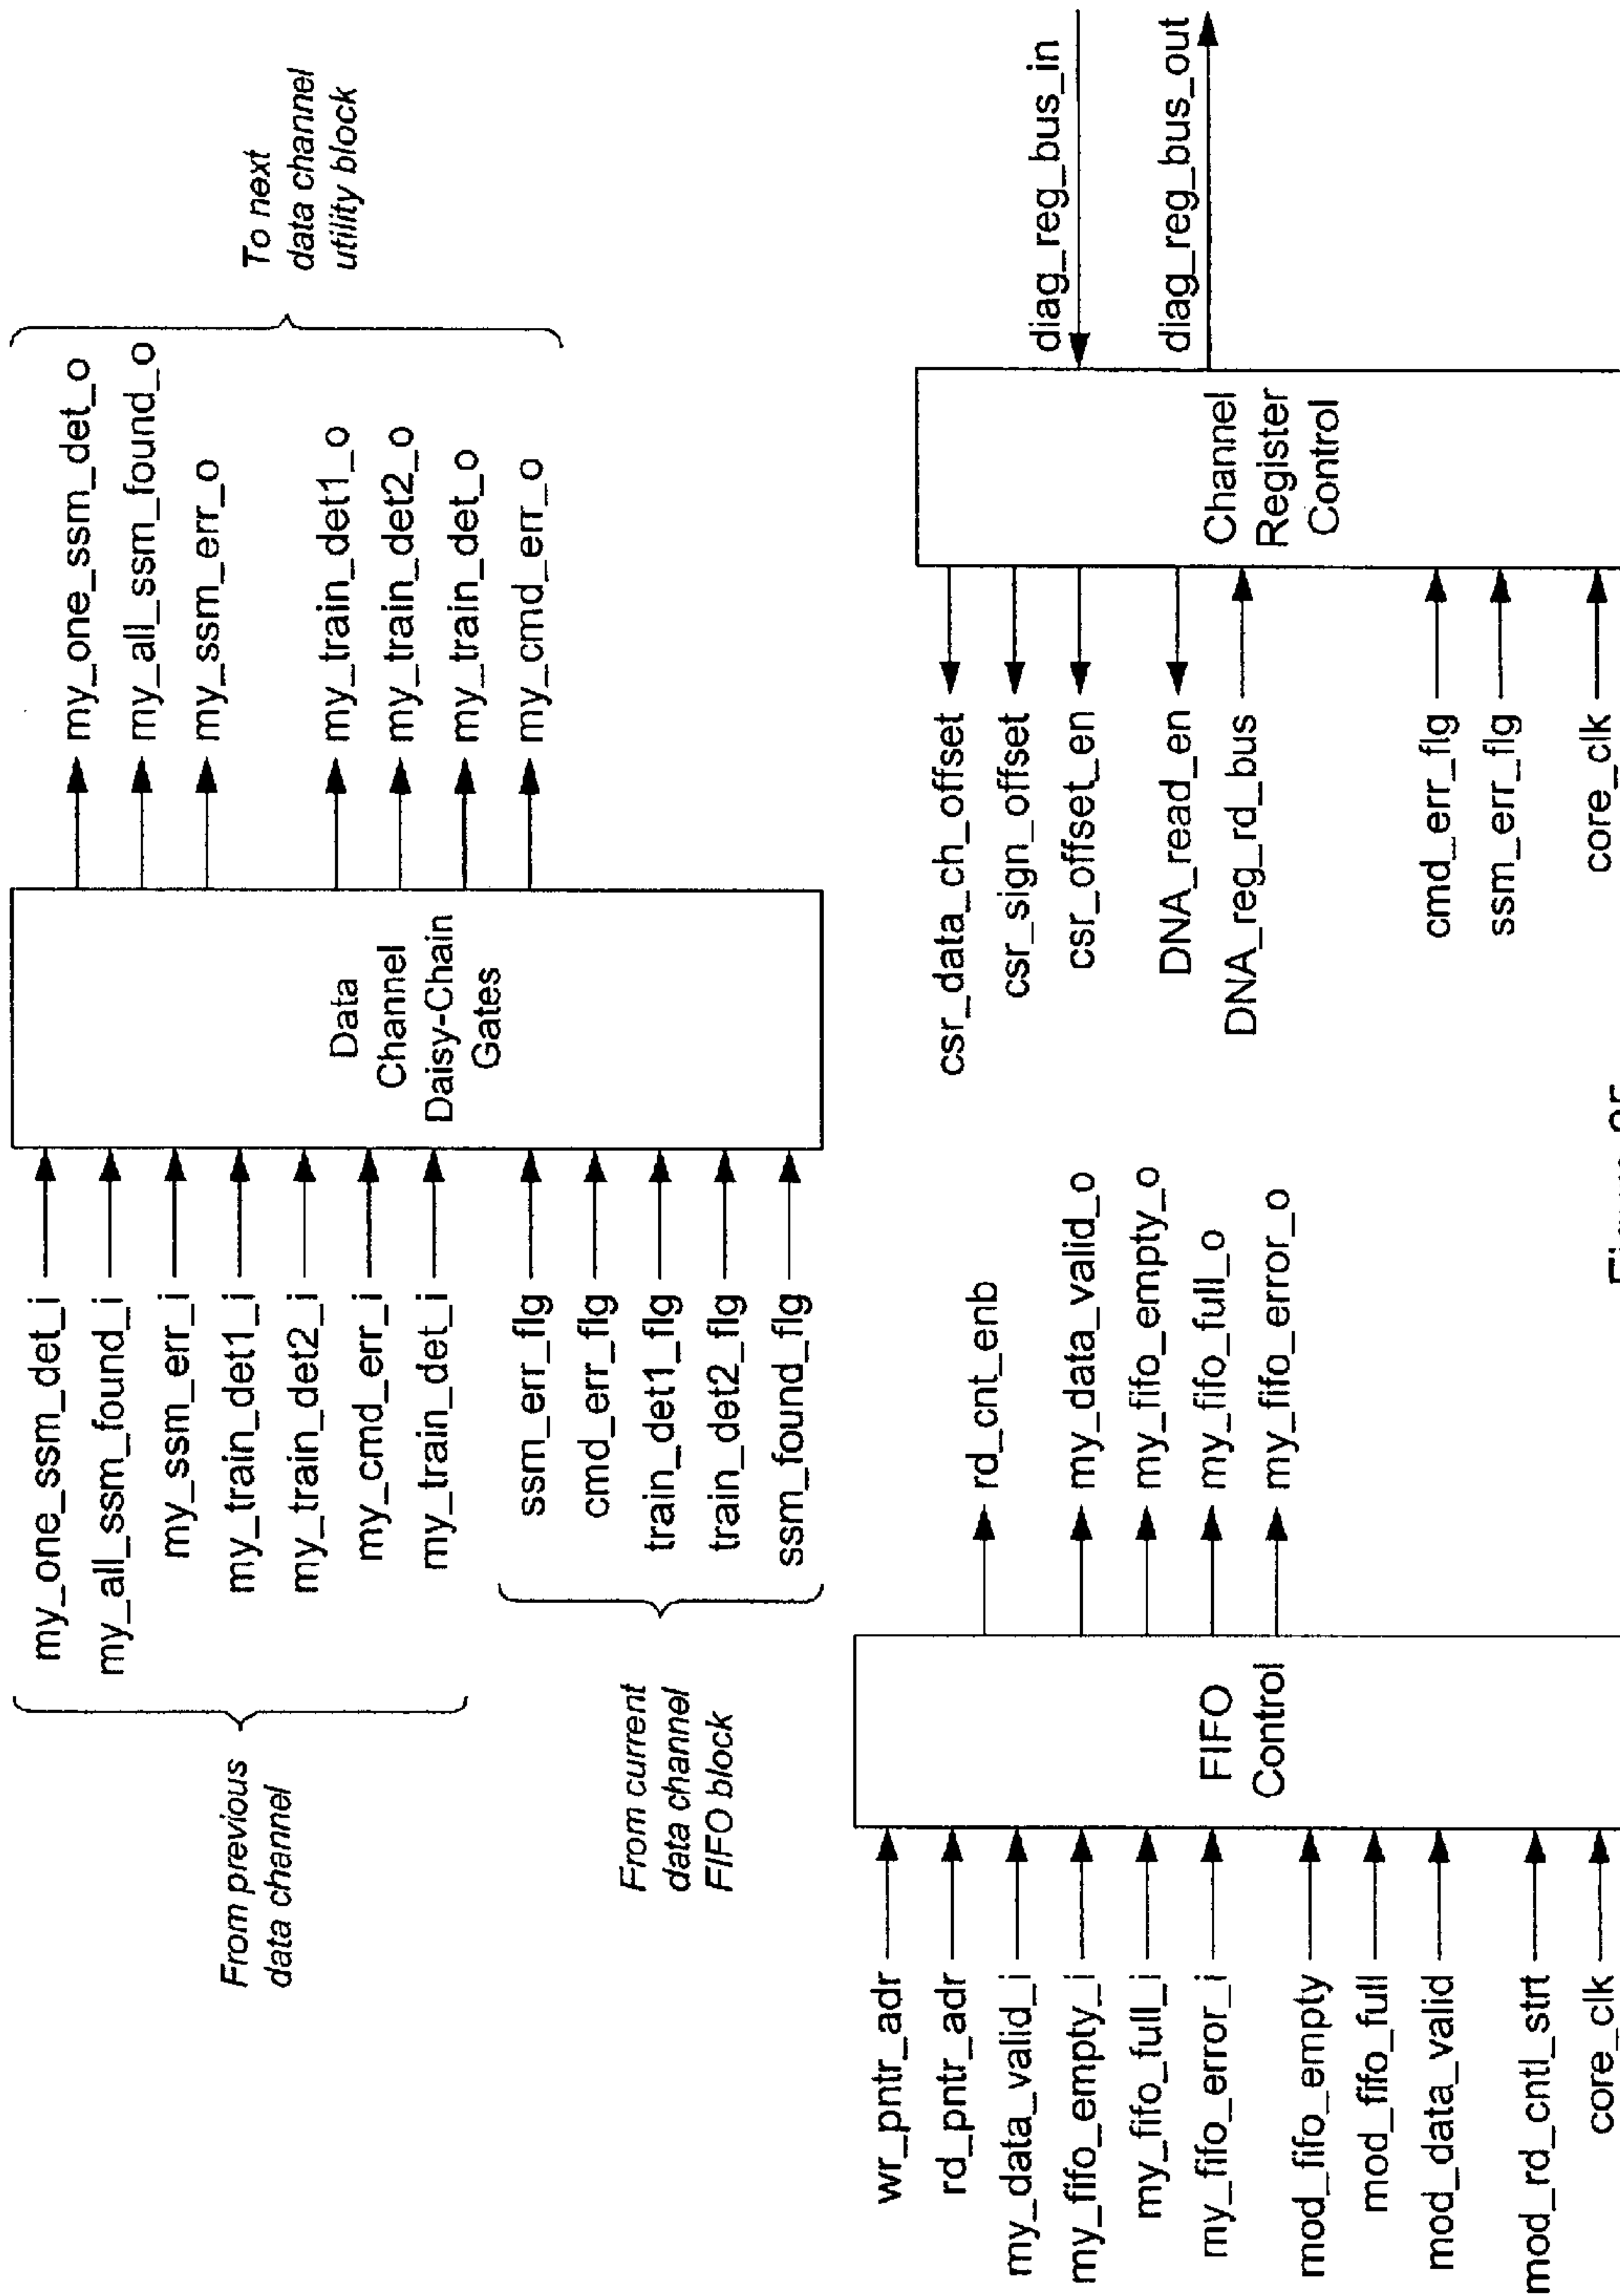 From previous
data channel
my_one_ssm_det_i
my_all_ssm_found_i
my_ssm_err_i
my_train_det1_i
my_train_det2_i
my_cmd_err_i
my_train_det_i
From current
data channel
FIFO block
ssm_err_flg
cmd_err_flg
train_det1_flg
train_det2_flg
ssm_found_flg
Data
Channel
Daisy-Chain
Gates
my_one_ssm_det_o
my_all_ssm_found_o
my_ssm_err_o
my_train_det1_o
my_train_det2_o
my_train_det_o
my_cmd_err_o
To next
data channel
utility block
wr_pntr_adr
rd_pntr_adr
my_data_valid_i
my_fifo_empty_i
my_fifo_full_i
my_fifo_error_i
mod_fifo_empty
mod_fifo_full
mod_data_valid
mod_rd_cntl_strt
core_clk
FIFO
Control
rd_cnt_enb
my_data_valid_o
my_fifo_empty_o
my_fifo_full_o
my_fifo_error_o
csr_data_ch_offset
csr_sign_offset
csr_offset_en
DNA_read_en
DNA_reg_rd_bus
cmd_err_flg
ssm_err_flg
core_clk
Channel
Register
Control
diag_reg_bus_in
diag_reg_bus_out